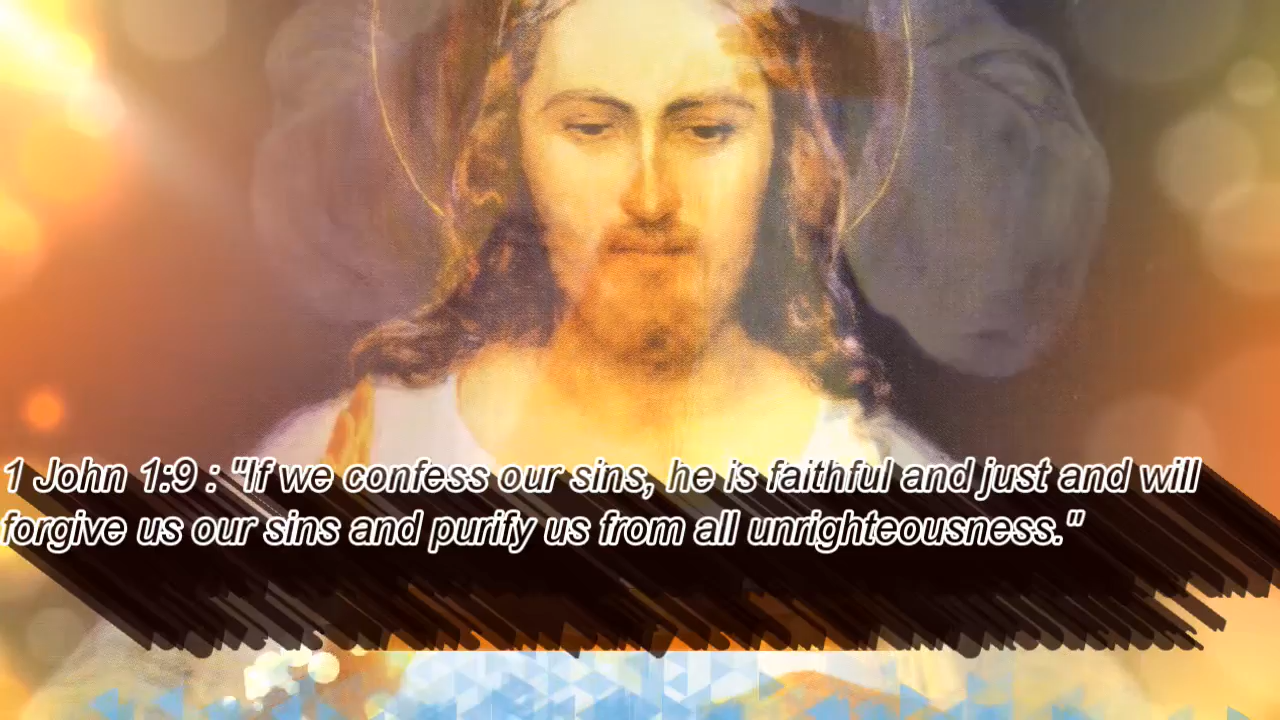 1 John 1:9 : "If we confess our sins, he is faithful and just and will
forgive us our sins and purify us from all unrighteousness."